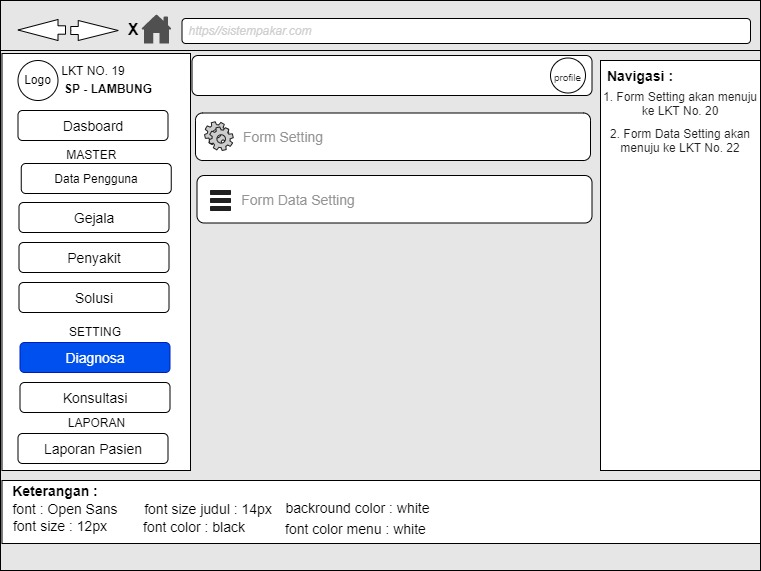 X
https//sistempakar.com
Logo
LKT NO. 19
SP - LAMBUNG
Dasboard
MASTER
Data Pengguna
Gejala
Penyakit
Solusi
SETTING
Diagnosa
Konsultasi
LAPORAN
Laporan Pasien
profile
Form Setting
Form Data Setting
Navigasi :
1. Form Setting akan menuju
ke LKT No. 20
2. Form Data Setting akan
menuju ke LKT No. 22
Keterangan :
font : Open Sans
font size : 12px
font size judul : 14px
font color : black
backround color : white
font color menu : white